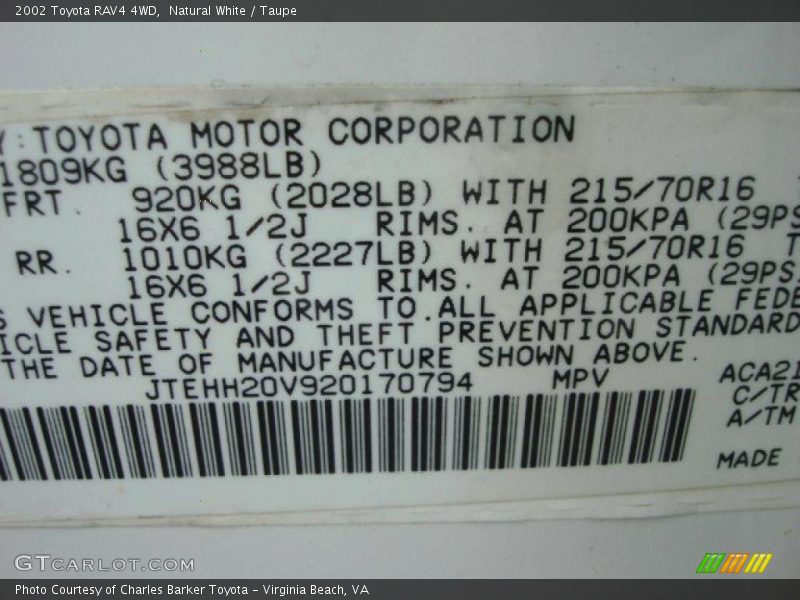 2002 Toyota RAV4 4WD, Natural White / Taupe
Y: TOYOTA MOTOR CORPORATION
1809KG (3988LB)
FRT. 920KG (2028LB) WITH 215/70R16
16X6 1/2J RIMS. AT 200KPA (29PS
RR. 1010KG (2227LB) WITH 215/70R16 T
16X6 1/2J RIMS. AT 200KPA (29PS
S VEHICLE CONFORMS TO ALL APPLICABLE FEDE
ICLE SAFETY AND THEFT PREVENTION STANDARD
THE DATE OF MANUFACTURE SHOWN ABOVE.
JTEHH20V920170794 MPV ACA21
C/TR
A/TM
MADE
GTCARLOT.COM
Photo Courtesy of Charles Barker Toyota - Virginia Beach, VA